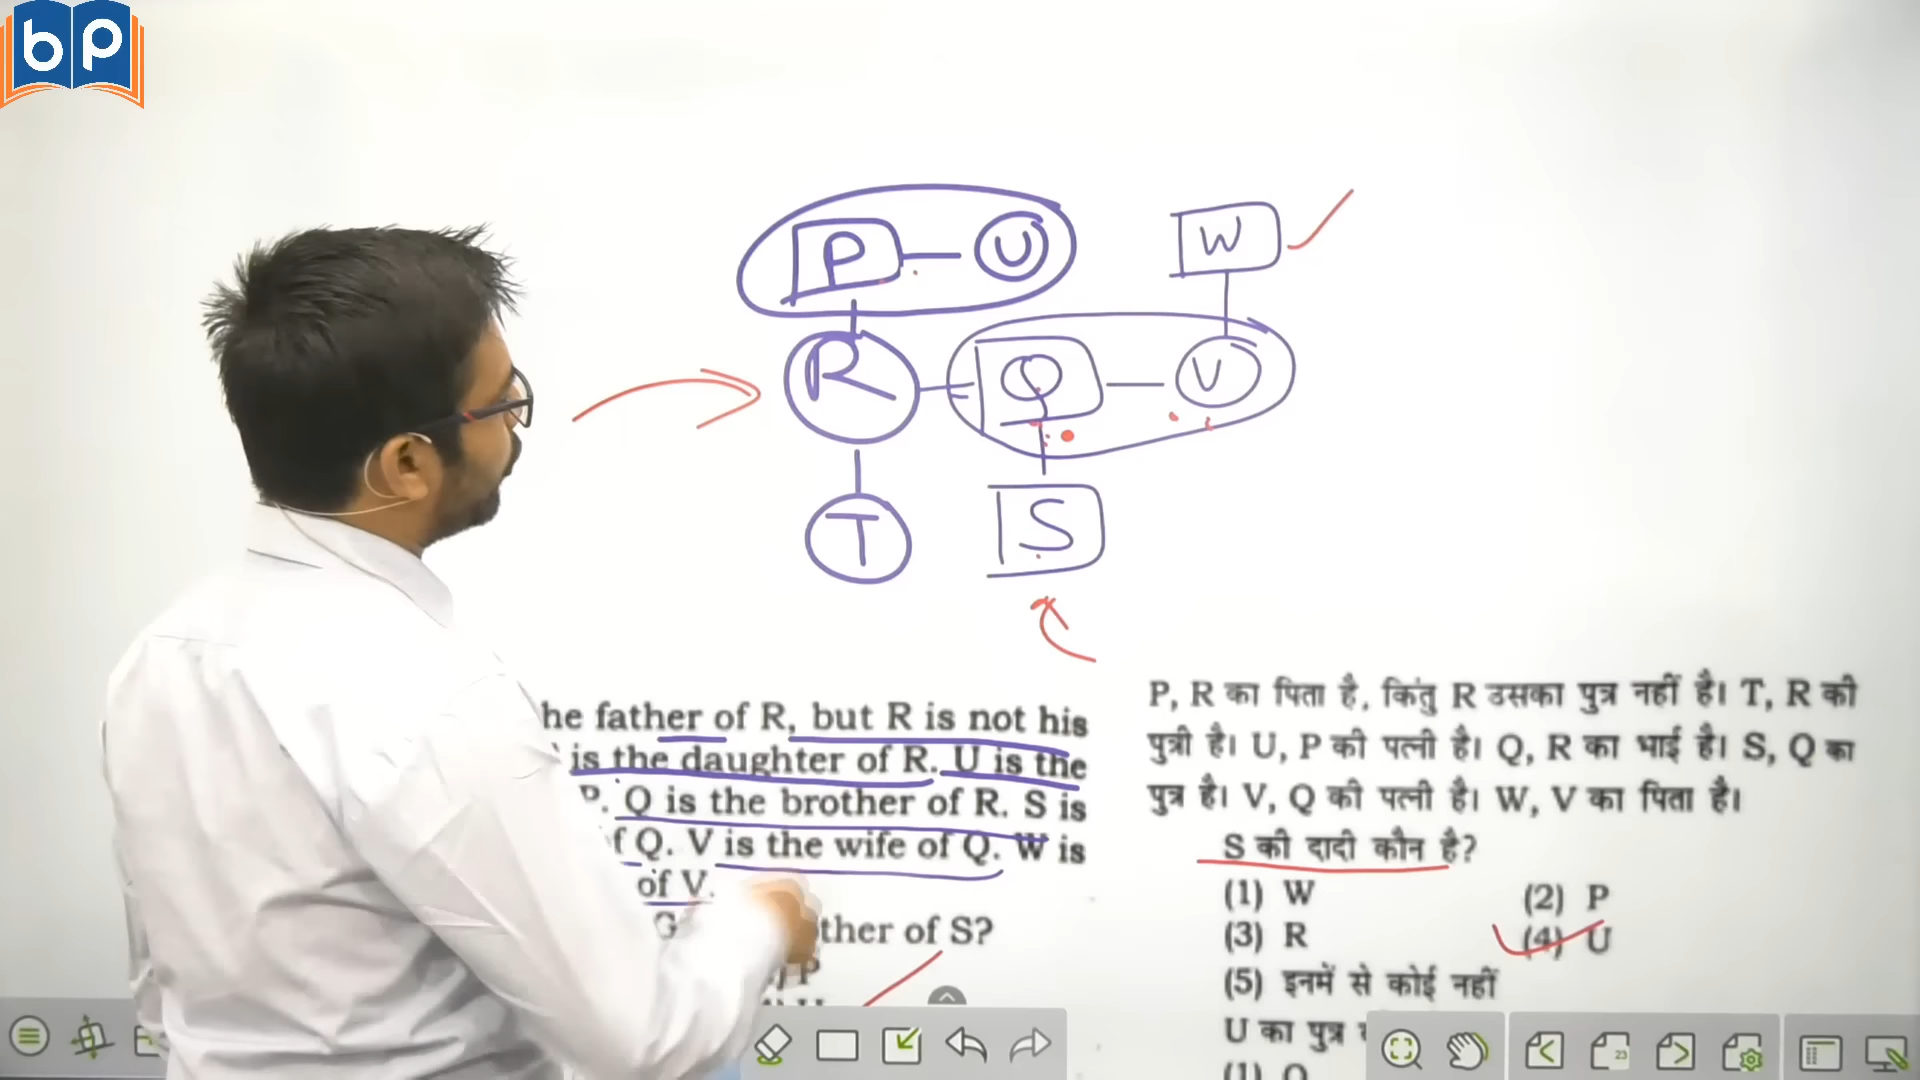 bp
P U W
R Q V
T S
he father of R, but R is not his
is the daughter of R. U is the
P. Q is the brother of R. S is
f Q. V is the wife of Q. W is
of V.
G ther of S?
P
U
P, R का पिता है, किंतु R उसका पुत्र नहीं है। T, R की
पुत्री है। U, P की पत्नी है। Q, R का भाई है। S, Q का
पुत्र है। V, Q की पत्नी है। W, V का पिता है।
S की दादी कौन है?
(1) W (2) P
(3) R (4) U
(5) इनमें से कोई नहीं
U का पुत्र
(1) Q
23